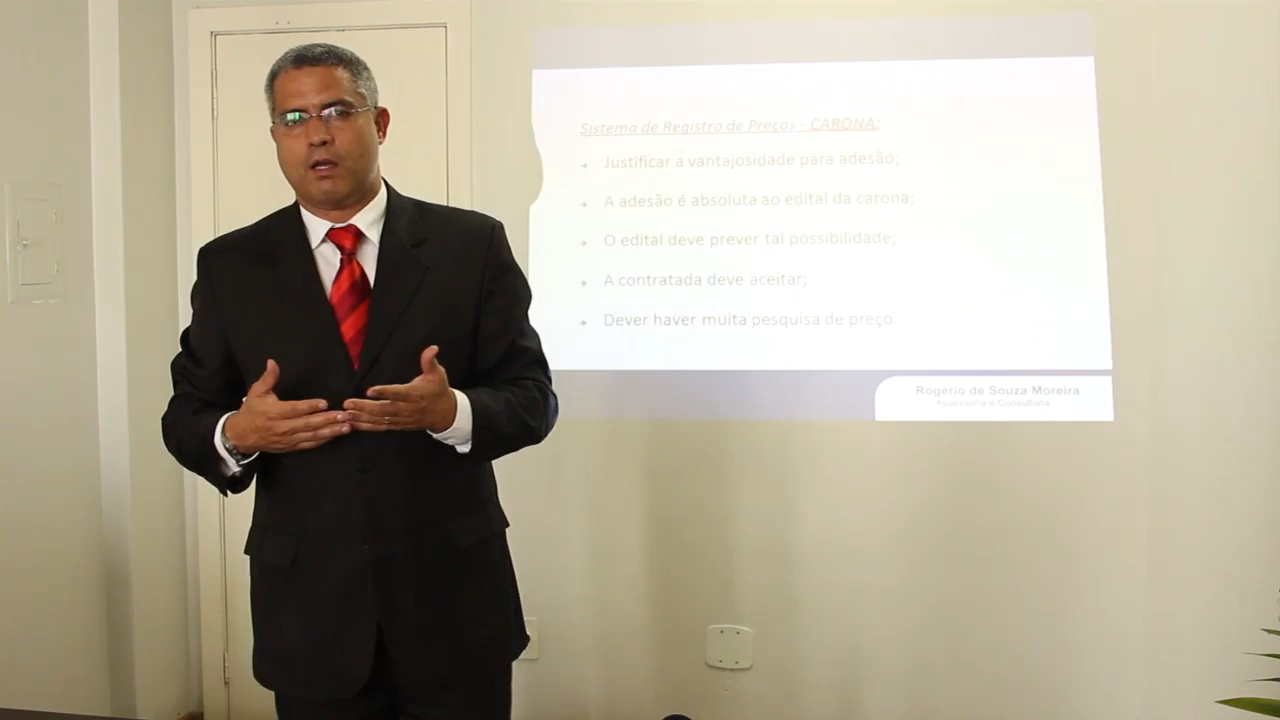 Sistema de Registro de Preços - CARONA:
Justificar a vantajosidade para adesão;
A adesão é absoluta ao edital da carona;
O edital deve prever tal possibilidade;
A contratada deve aceitar;
Dever haver muita pesquisa de preço.
Rogério de Souza Moreira
Assessoria e Consultoria